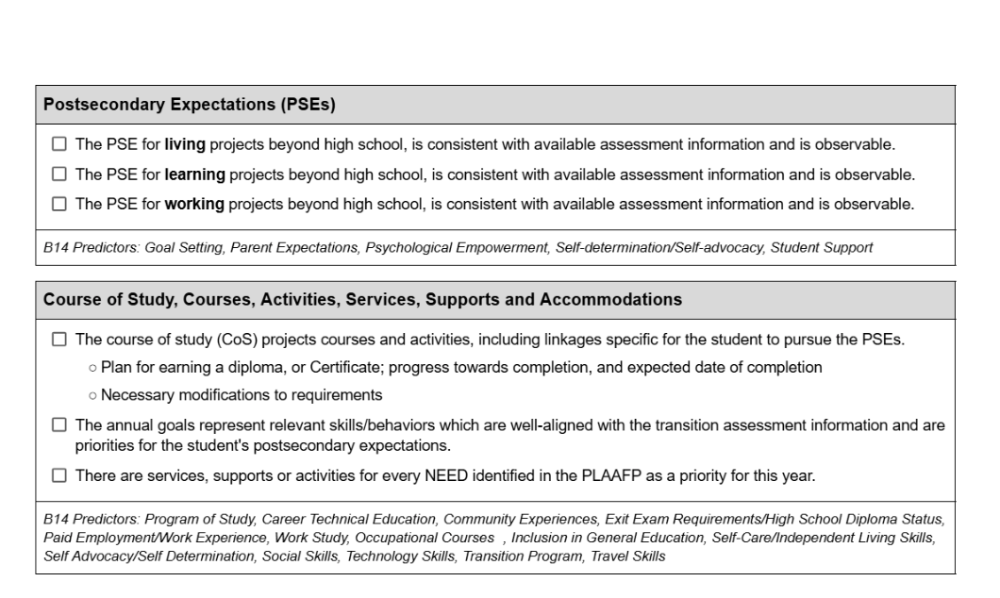 Postsecondary Expectations (PSEs)
☐ The PSE for living projects beyond high school, is consistent with available assessment information and is observable.
☐ The PSE for learning projects beyond high school, is consistent with available assessment information and is observable.
☐ The PSE for working projects beyond high school, is consistent with available assessment information and is observable.
B14 Predictors: Goal Setting, Parent Expectations, Psychological Empowerment, Self-determination/Self-advocacy, Student Support
Course of Study, Courses, Activities, Services, Supports and Accommodations
☐ The course of study (CoS) projects courses and activities, including linkages specific for the student to pursue the PSEs.
○ Plan for earning a diploma, or Certificate; progress towards completion, and expected date of completion
○ Necessary modifications to requirements
☐ The annual goals represent relevant skills/behaviors which are well-aligned with the transition assessment information and are
priorities for the student's postsecondary expectations.
☐ There are services, supports or activities for every NEED identified in the PLAAFP as a priority for this year.
B14 Predictors: Program of Study, Career Technical Education, Community Experiences, Exit Exam Requirements/High School Diploma Status,
Paid Employment/Work Experience, Work Study, Occupational Courses , Inclusion in General Education, Self-Care/Independent Living Skills,
Self Advocacy/Self Determination, Social Skills, Technology Skills, Transition Program, Travel Skills